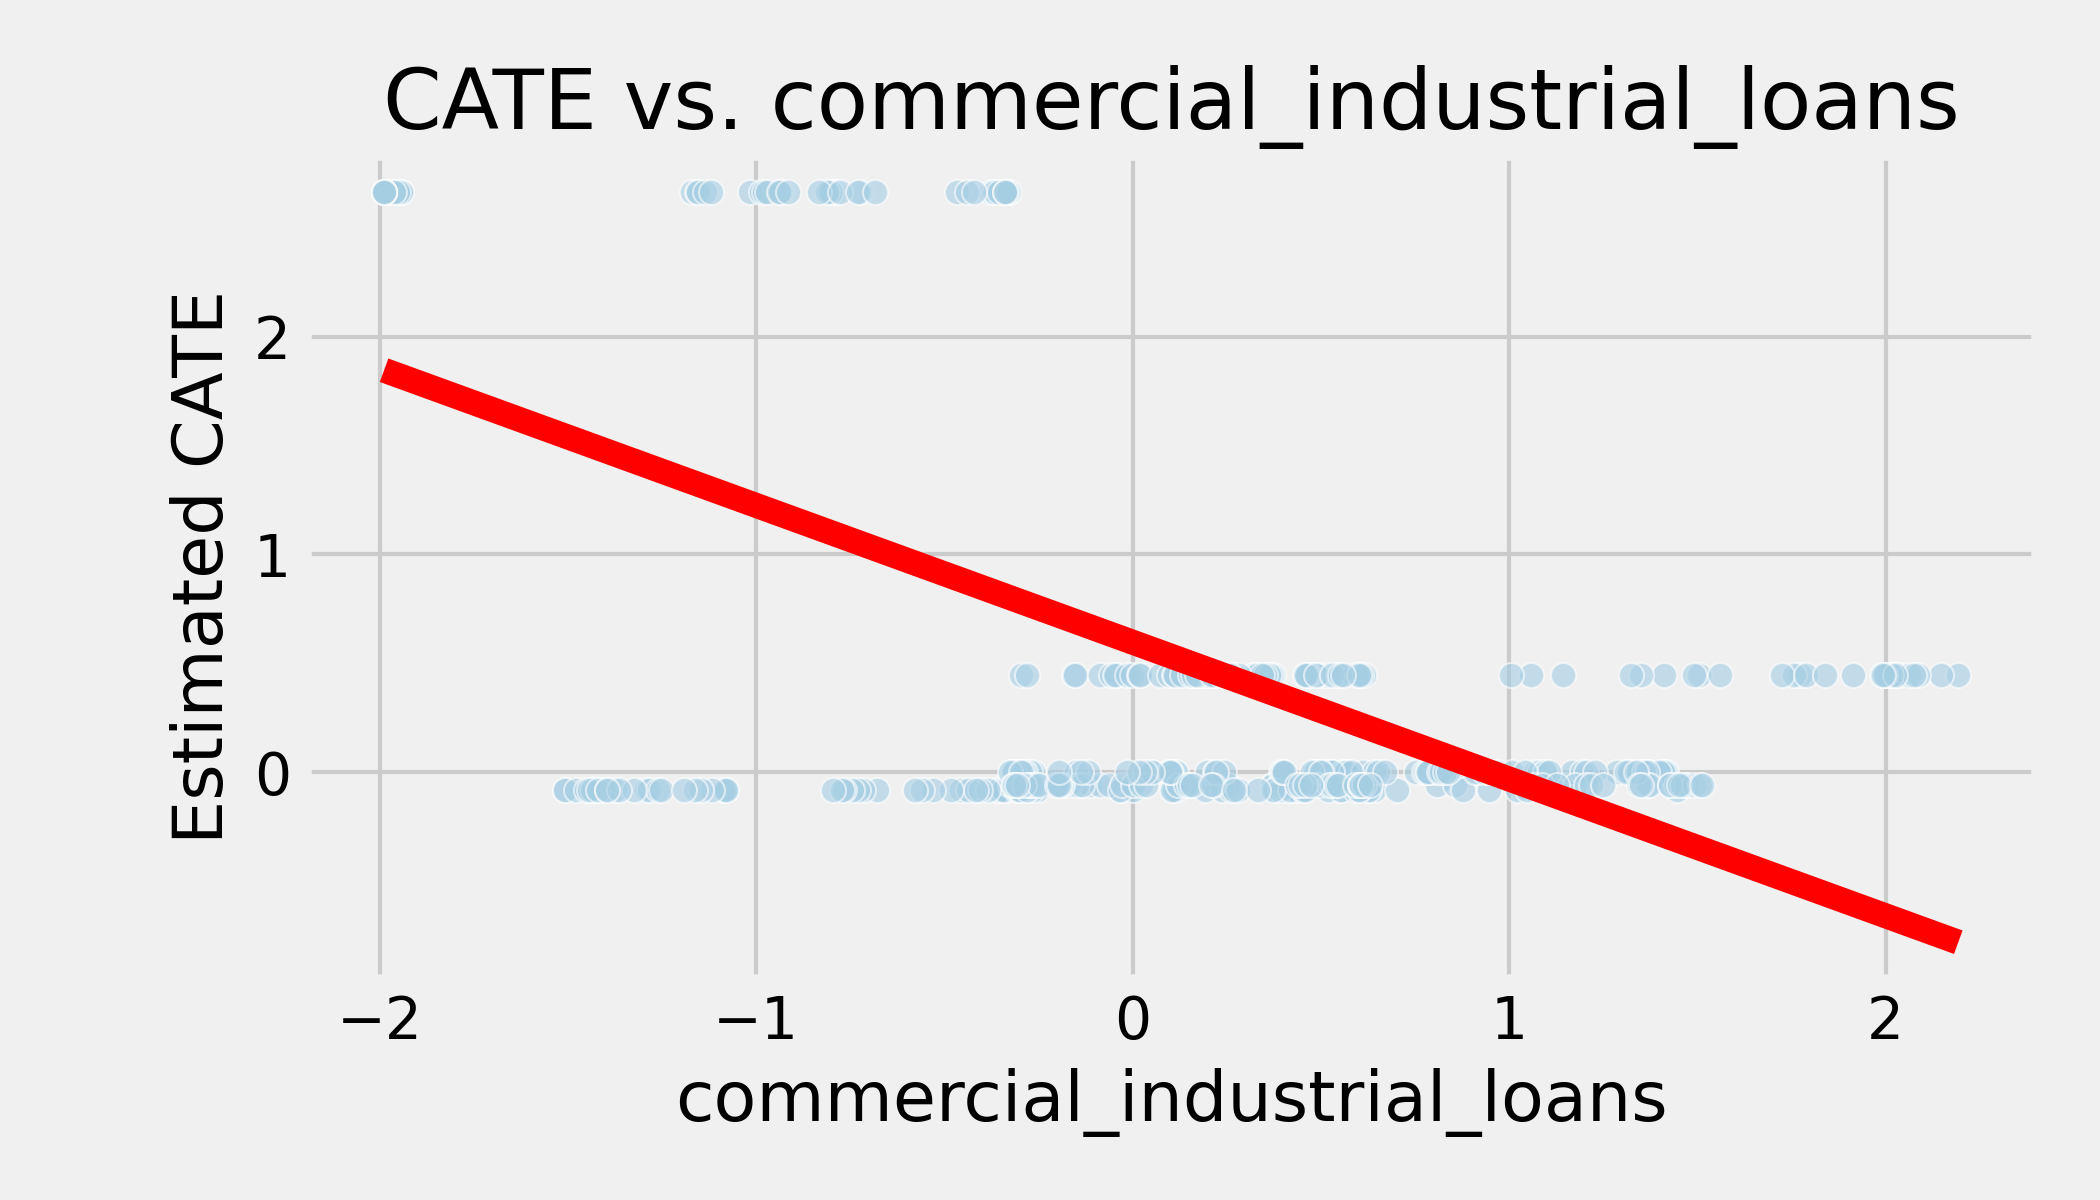 CATE vs. commercial_industrial_loans
Estimated CATE
2
1
0
−2 −1 0 1 2
commercial_industrial_loans